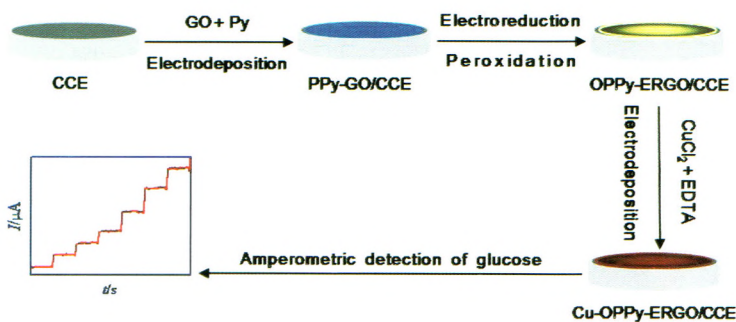 GO + Py
Electrodeposition
CCE
PPy-GO/CCE
Electroreduction
Peroxidation
OPPy-ERGO/CCE
CuCl₂ + EDTA
Electrodeposition
Cu-OPPy-ERGO/CCE
Amperometric detection of glucose
I/μA
t/s